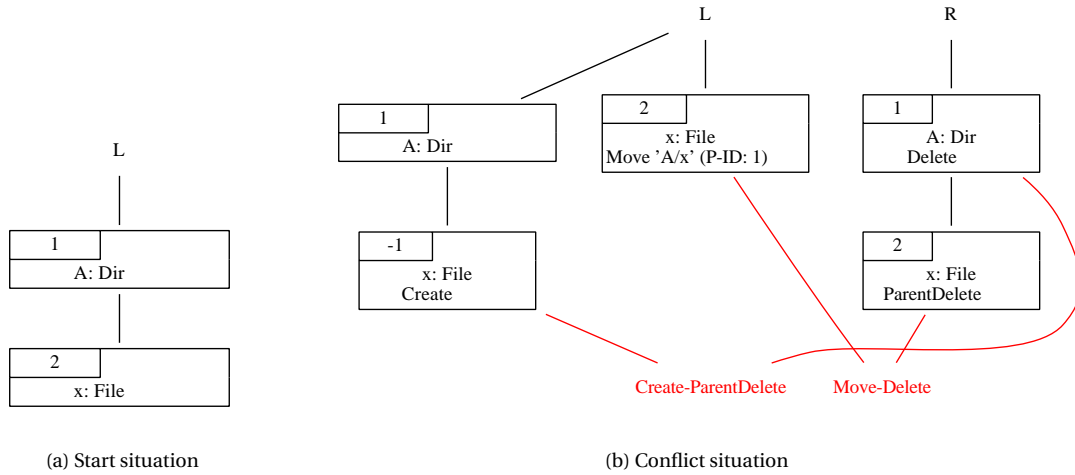 L
1
A: Dir
2
x: File
(a) Start situation
L
R
1
A: Dir
2
x: File
Move 'A/x' (P-ID: 1)
1
A: Dir
Delete
-1
x: File
Create
2
x: File
ParentDelete
Create-ParentDelete
Move-Delete
(b) Conflict situation